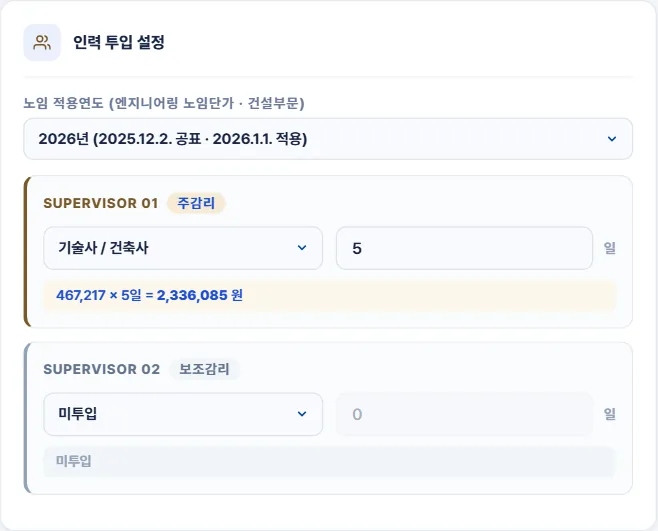 인력 투입 설정
노임 적용연도 (엔지니어링 노임단가 · 건설부문)
2026년 (2025.12.2. 공표 · 2026.1.1. 적용)
SUPERVISOR 01 주감리
기술사 / 건축사 5 일
467,217 × 5일 = 2,336,085 원
SUPERVISOR 02 보조감리
미투입 0 일
미투입